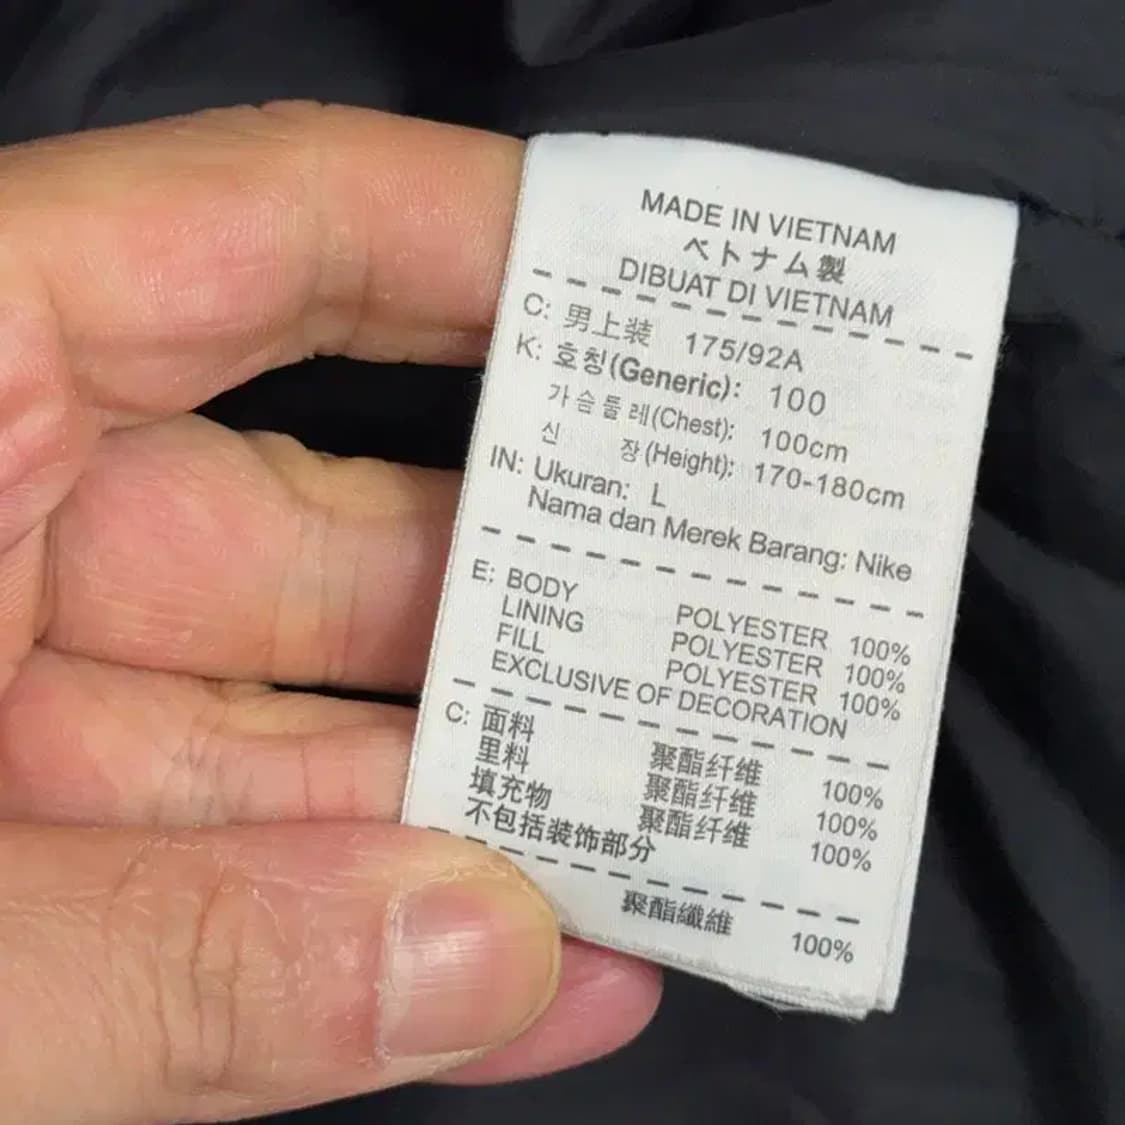 MADE IN VIETNAM
ベトナム製
DIBUAT DI VIETNAM
C: 男上装 175/92A
K: 호칭(Generic): 100
가슴둘레(Chest): 100cm
신 장(Height): 170-180cm
IN: Ukuran: L
Nama dan Merek Barang: Nike
E: BODY POLYESTER 100%
LINING POLYESTER 100%
FILL POLYESTER 100%
EXCLUSIVE OF DECORATION
C: 面料 聚酯纤维 100%
里料 聚酯纤维 100%
填充物 聚酯纤维 100%
不包括装饰部分
聚酯纖維 100%